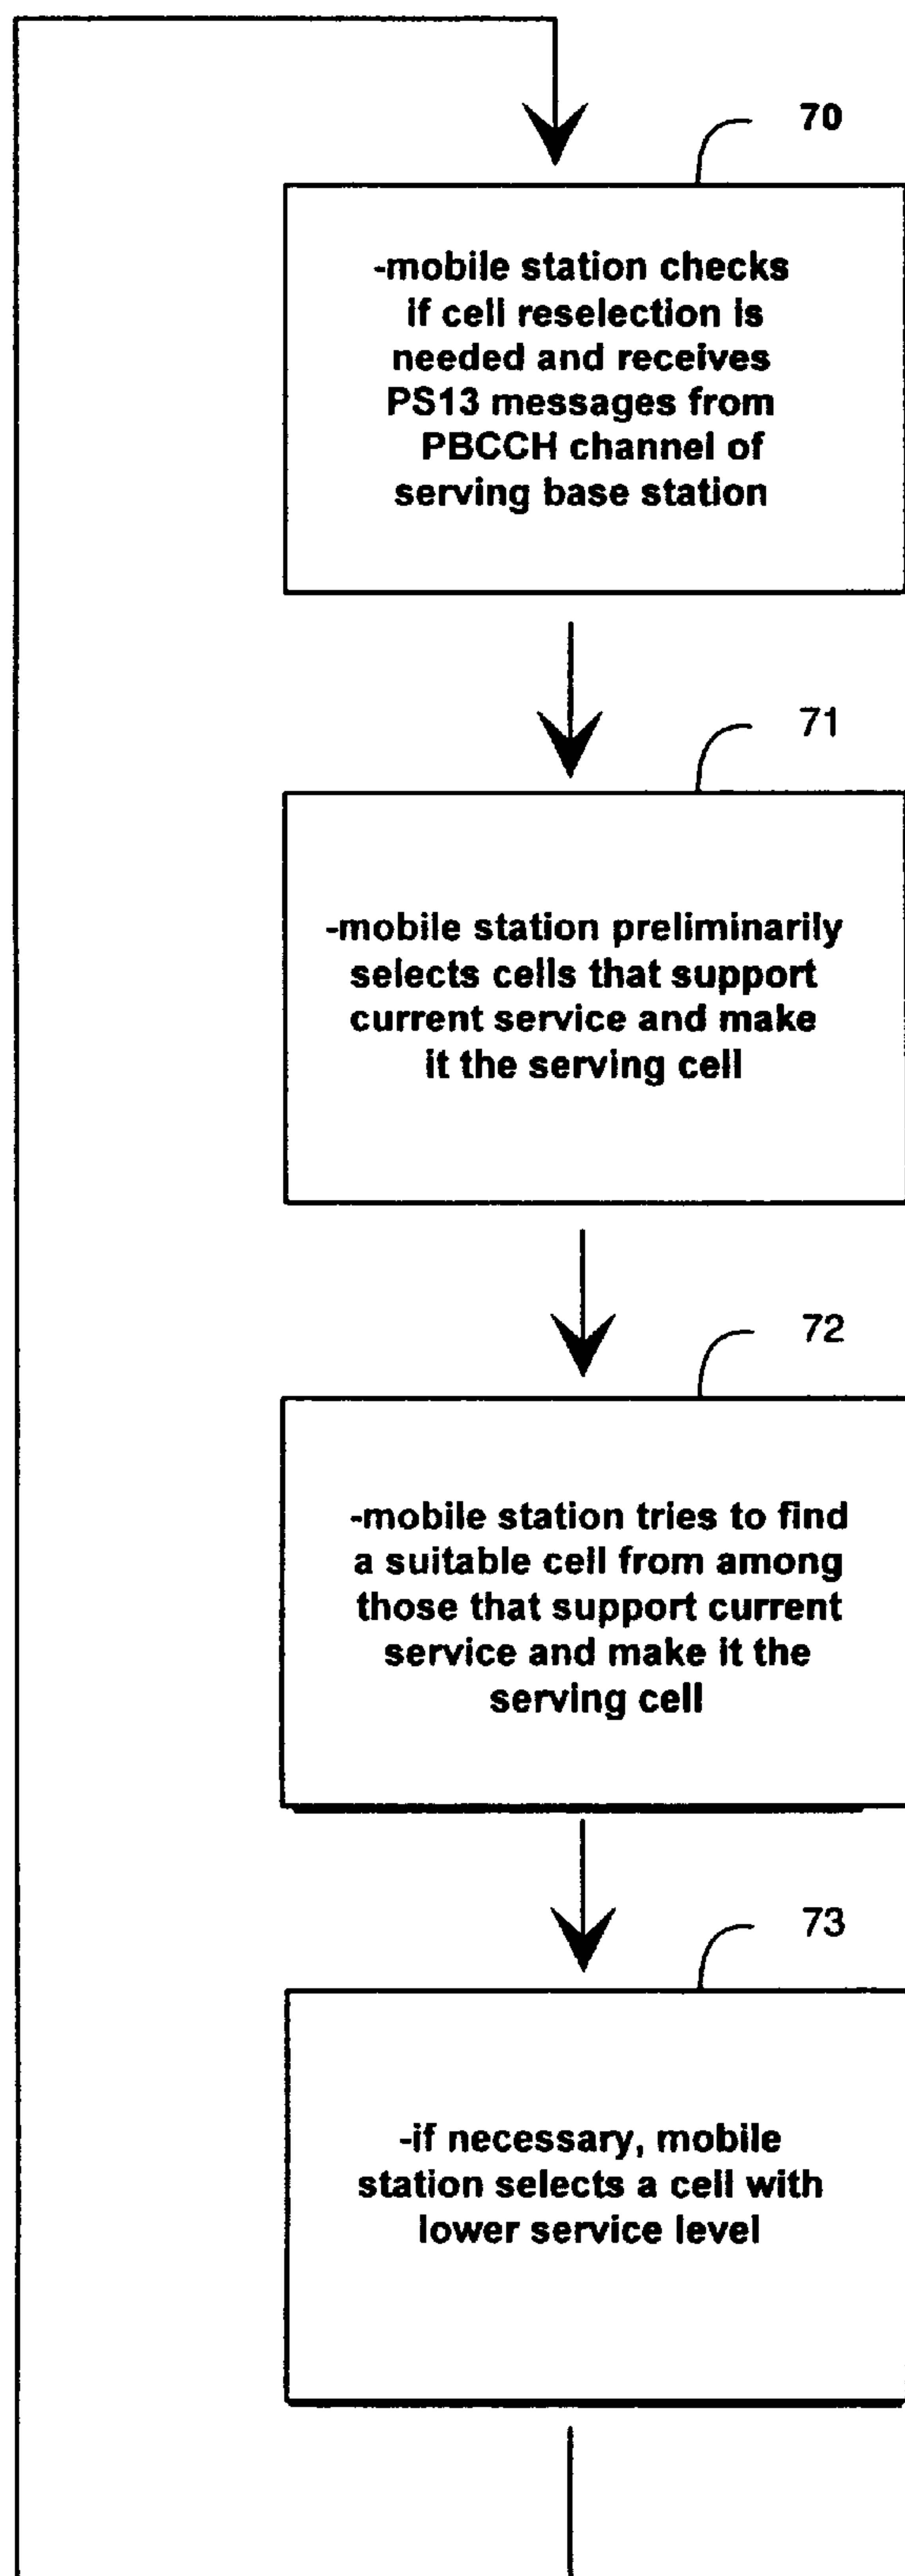 70
-mobile station checks
if cell reselection is
needed and receives
PS13 messages from
PBCCH channel of
serving base station
71
-mobile station preliminarily
selects cells that support
current service and make
it the serving cell
72
-mobile station tries to find
a suitable cell from among
those that support current
service and make it the
serving cell
73
-if necessary, mobile
station selects a cell with
lower service level